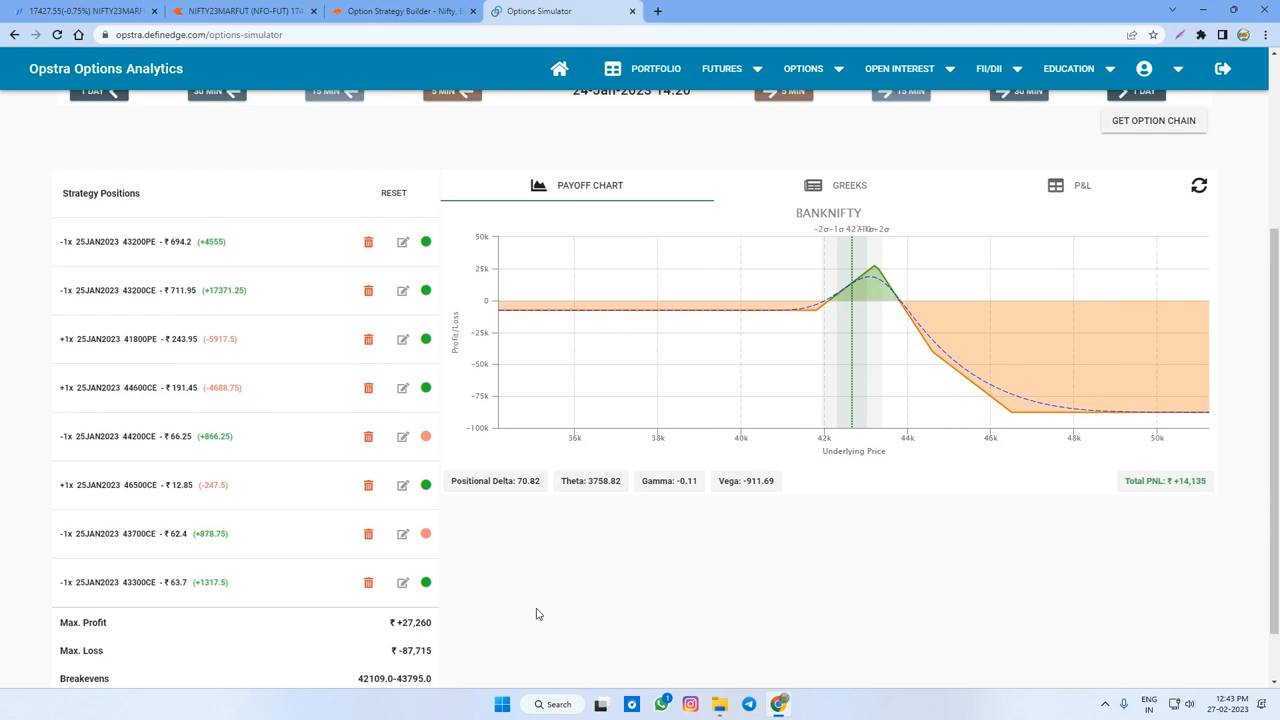 17427.55(-0.75%) NIFTY23MARF
NIFTY23MARFUT (NFO-FUT) 174
Option Strategy Builder - Nifty, B
Options Simulator
opstra.definedge.com/options-simulator
Opstra Options Analytics
PORTFOLIO
FUTURES
OPTIONS
OPEN INTEREST
FII/DII
EDUCATION
1 DAY
30 MIN
15 MIN
5 MIN
24-Jan-2023 14:20
5 MIN
15 MIN
30 MIN
1 DAY
GET OPTION CHAIN
Strategy Positions
RESET
PAYOFF CHART
GREEKS
P&L
-1x 25JAN2023 43200PE - ₹ 694.2 (+4555)
-1x 25JAN2023 43200CE - ₹ 711.95 (+17371.25)
+1x 25JAN2023 41800PE - ₹ 243.95 (-5917.5)
+1x 25JAN2023 44600CE - ₹ 191.45 (-4688.75)
-1x 25JAN2023 44200CE - ₹ 66.25 (+866.25)
+1x 25JAN2023 46500CE - ₹ 12.85 (-247.5)
-1x 25JAN2023 43700CE - ₹ 62.4 (+878.75)
-1x 25JAN2023 43300CE - ₹ 63.7 (+1317.5)
Max. Profit
₹ +27,260
Max. Loss
₹ -87,715
Breakevens
42109.0-43795.0
BANKNIFTY
-2σ -1σ
+2σ
50k
25k
0
-25k
-50k
-75k
-100k
Profit/Loss
36k
38k
40k
42k
44k
46k
48k
50k
Underlying Price
Positional Delta: 70.82
Theta: 3758.82
Gamma: -0.11
Vega: -911.69
Total PNL: ₹ +14,135
Search
1
ENG
IN
12:43 PM
27-02-2023